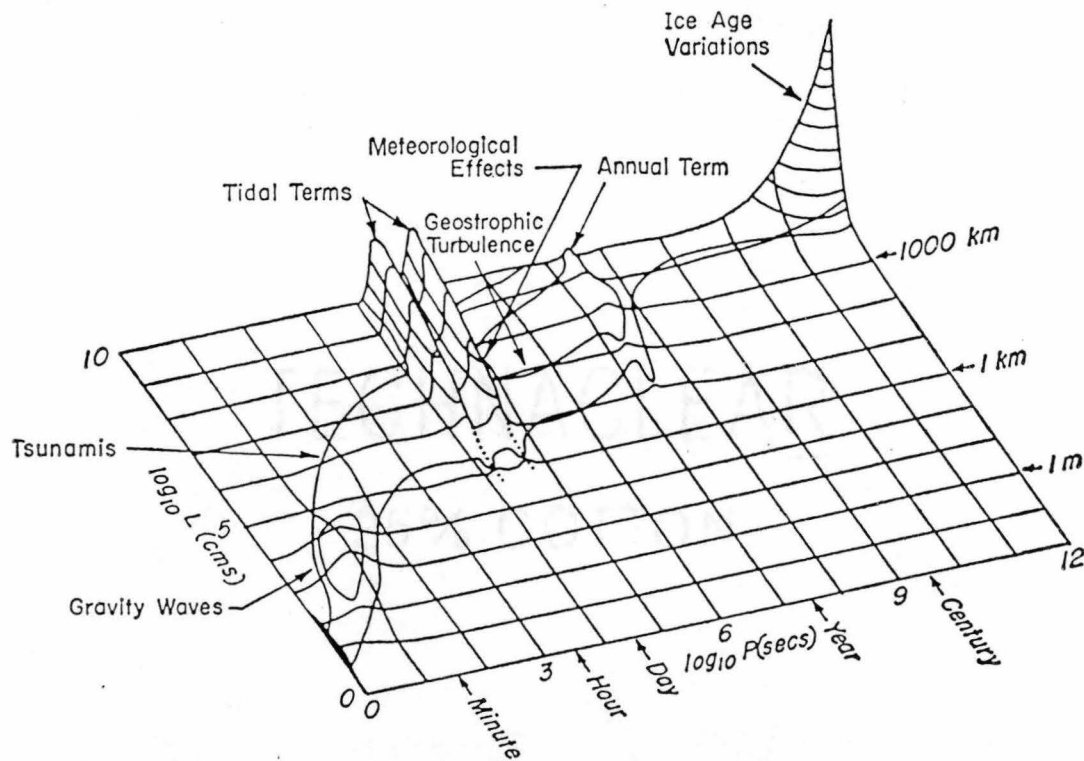 Ice Age
Variations
Meteorological
Effects
Annual Term
Tidal Terms
Geostrophic
Turbulence
1000 km
10
1 km
Tsunamis
1 m
log10 L (cms)
5
12
Gravity Waves
9
Century
6
Year
log10 P(secs)
3
Day
Hour
0
0
Minute